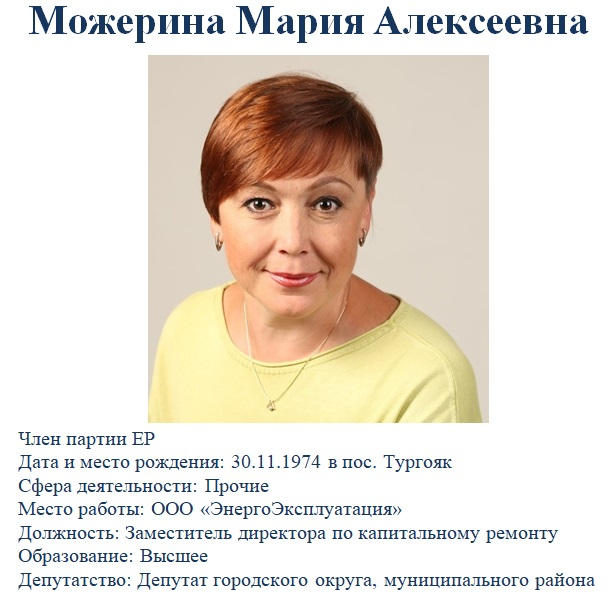 Можерина Мария Алексеевна
Член партии ЕР
Дата и место рождения: 30.11.1974 в пос. Тургояк
Сфера деятельности: Прочие
Место работы: ООО «ЭнергоЭксплуатация»
Должность: Заместитель директора по капитальному ремонту
Образование: Высшее
Депутатство: Депутат городского округа, муниципального района